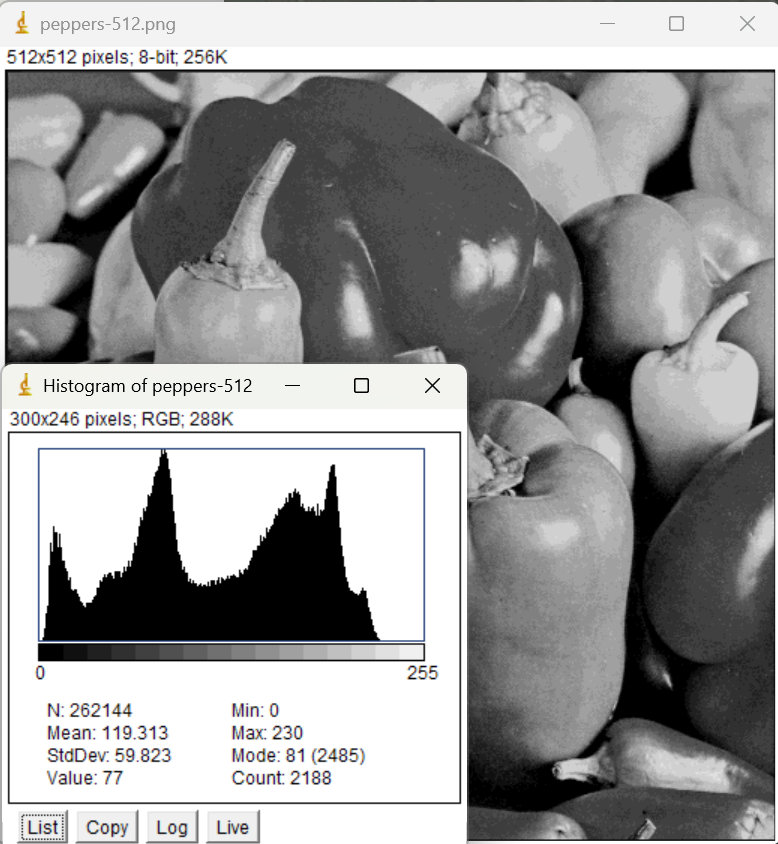 peppers-512.png
512x512 pixels; 8-bit; 256K
Histogram of peppers-512
300x246 pixels; RGB; 288K
0 255
N: 262144 Min: 0
Mean: 119.313 Max: 230
StdDev: 59.823 Mode: 81 (2485)
Value: 77 Count: 2188
List Copy Log Live